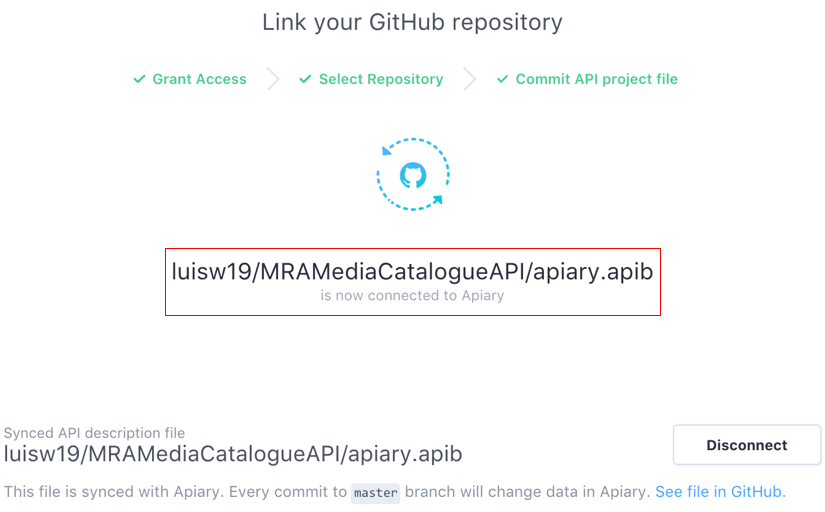 Link your GitHub repository
Grant Access
Select Repository
Commit API project file
luisw19/MRAMediaCatalogueAPI/apiary.apib
is now connected to Apiary
Synced API description file
luisw19/MRAMediaCatalogueAPI/apiary.apib
Disconnect
This file is synced with Apiary. Every commit to master branch will change data in Apiary. See file in GitHub.